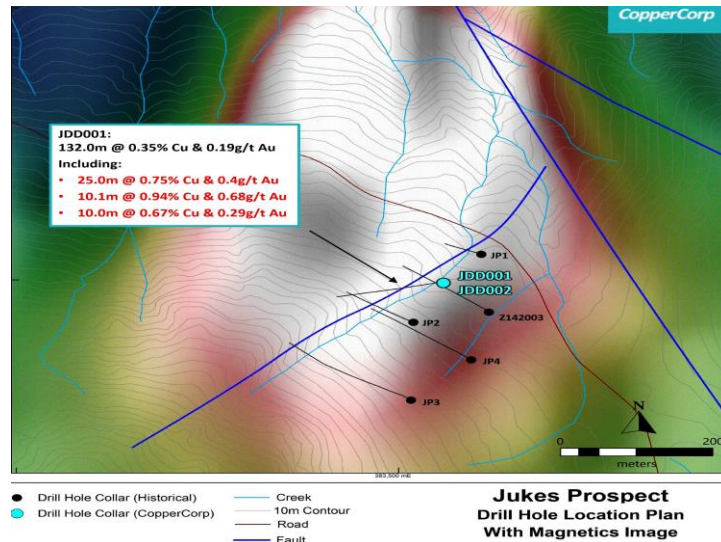 CopperCorp
JDD001:
132.0m @ 0.35% Cu & 0.19g/t Au
Including:
• 25.0m @ 0.75% Cu & 0.4g/t Au
• 10.1m @ 0.94% Cu & 0.68g/t Au
• 10.0m @ 0.67% Cu & 0.29g/t Au
JP1
JDD001
JDD002
Z142003
JP2
JP4
JP3
N
0 200
meters
383,500 mE
Drill Hole Collar (Historical)
Drill Hole Collar (CopperCorp)
Creek
10m Contour
Road
Fault
Jukes Prospect
Drill Hole Location Plan
With Magnetics Image